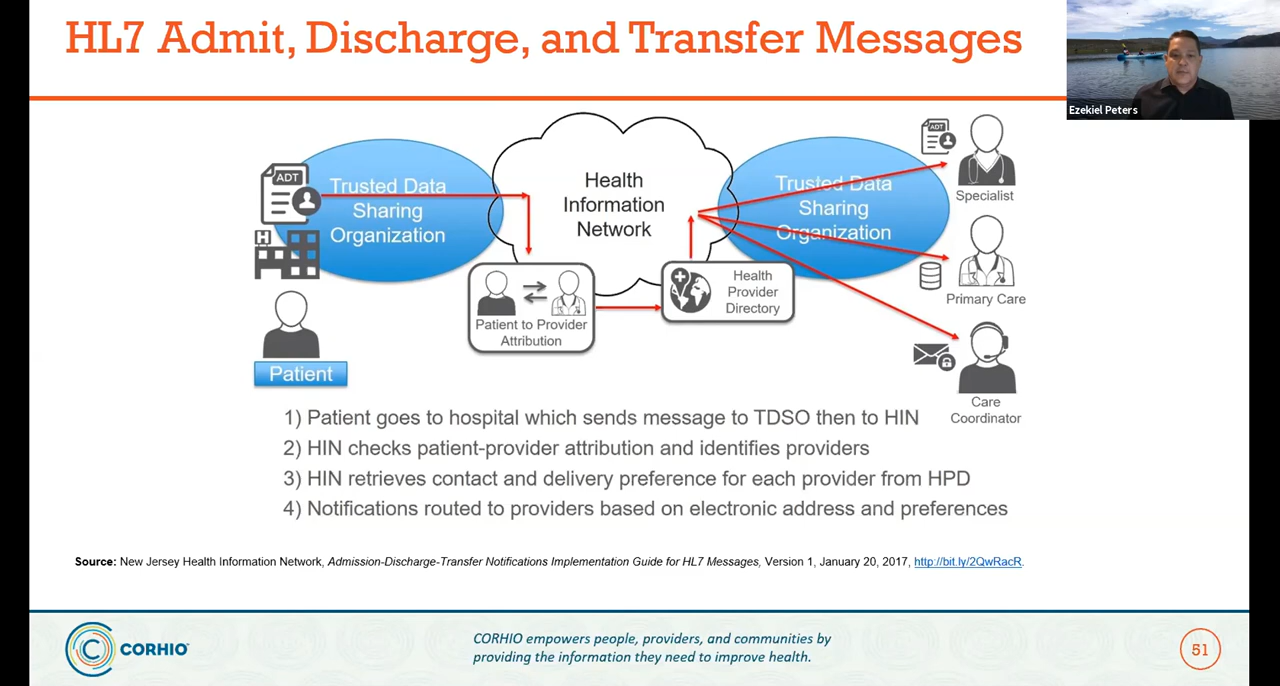 HL7 Admit, Discharge, and Transfer Messages
Ezekiel Peters
ADT
H
Trusted Data
Sharing
Organization
Patient
Health
Information
Network
Patient to Provider
Attribution
Health
Provider
Directory
Trusted Data
Sharing
Organization
ADT
Specialist
Primary Care
Care
Coordinator
1) Patient goes to hospital which sends message to TDSO then to HIN
2) HIN checks patient-provider attribution and identifies providers
3) HIN retrieves contact and delivery preference for each provider from HPD
4) Notifications routed to providers based on electronic address and preferences
Source: New Jersey Health Information Network, Admission-Discharge-Transfer Notifications Implementation Guide for HL7 Messages, Version 1, January 20, 2017, http://bit.ly/2QwRacR.
C CORHIO
CORHIO empowers people, providers, and communities by
providing the information they need to improve health.
51